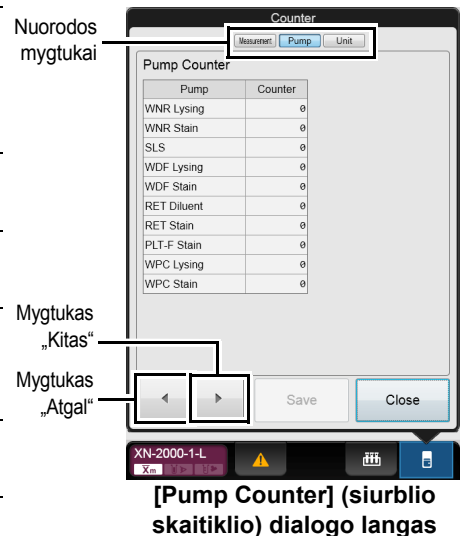 Counter
Nuorodos
mygtukai
Measurement Pump Unit
Pump Counter
Pump Counter
WNR Lysing 0
WNR Stain 0
SLS 0
WDF Lysing 0
WDF Stain 0
RET Diluent 0
RET Stain 0
PLT-F Stain 0
WPC Lysing 0
WPC Stain 0
Mygtukas
„Kitas“
Mygtukas
„Atgal“
Save Close
XN-2000-1-L
Xm
[Pump Counter] (siurblio
skaitiklio) dialogo langas